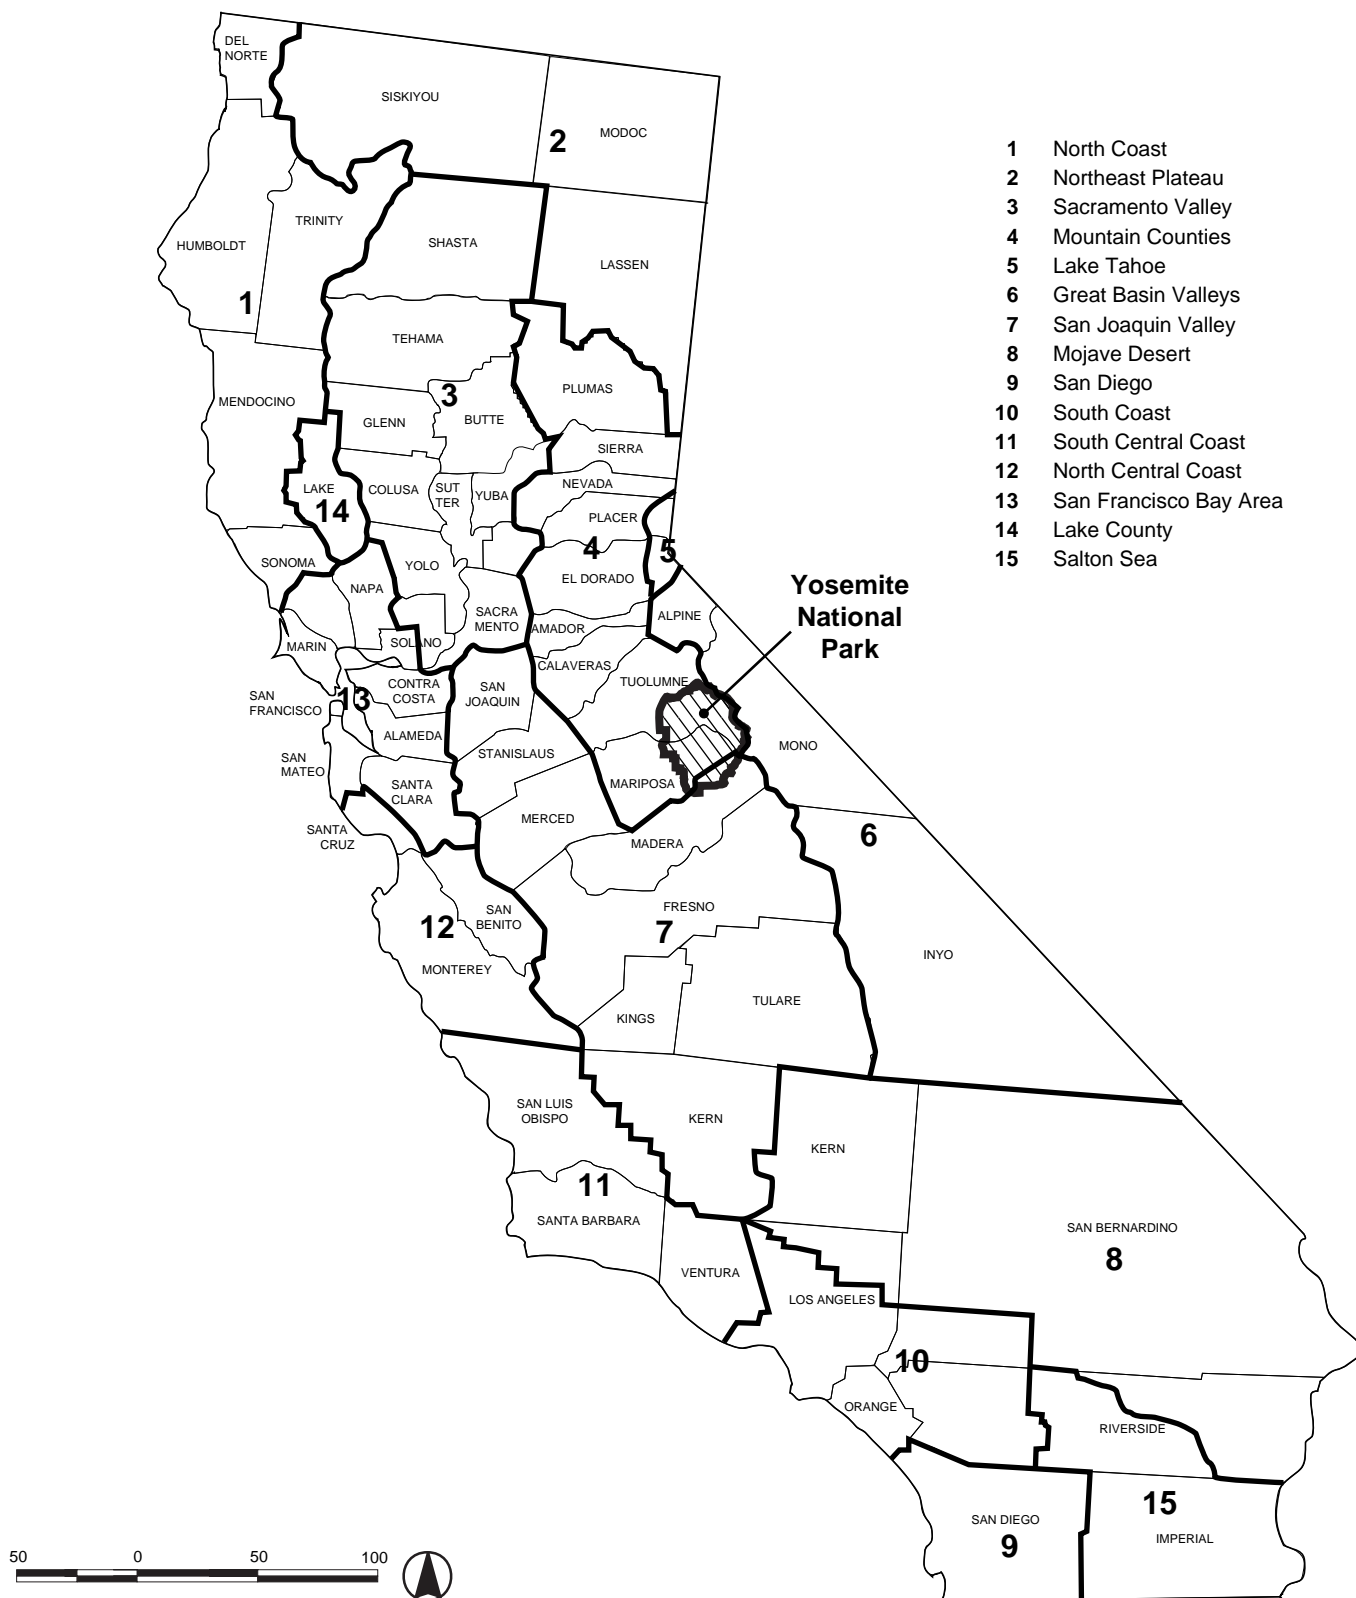 DEL
NORTE
SISKIYOU
2
MODOC
TRINITY
HUMBOLDT
SHASTA
LASSEN
1
TEHAMA
PLUMAS
MENDOCINO
3
GLENN
BUTTE
SIERRA
LAKE
14
COLUSA
SUT
TER
YUBA
NEVADA
PLACER
4
5
SONOMA
YOLO
EL DORADO
NAPA
SACRA
MENTO
ALPINE
AMADOR
SOLANO
MARIN
CALAVERAS
TUOLUMNE
SAN
FRANCISCO
13
CONTRA
COSTA
SAN
JOAQUIN
ALAMEDA
STANISLAUS
MONO
SAN
MATEO
SANTA
CLARA
MARIPOSA
MERCED
SANTA
CRUZ
MADERA
6
SAN
BENITO
FRESNO
12
7
MONTEREY
INYO
TULARE
KINGS
SAN LUIS
OBISPO
KERN
KERN
11
SANTA BARBARA
SAN BERNARDINO
8
VENTURA
LOS ANGELES
10
ORANGE
RIVERSIDE
15
SAN DIEGO
9
IMPERIAL
Yosemite
National
Park
1 North Coast
2 Northeast Plateau
3 Sacramento Valley
4 Mountain Counties
5 Lake Tahoe
6 Great Basin Valleys
7 San Joaquin Valley
8 Mojave Desert
9 San Diego
10 South Coast
11 South Central Coast
12 North Central Coast
13 San Francisco Bay Area
14 Lake County
15 Salton Sea
50 0 50 100